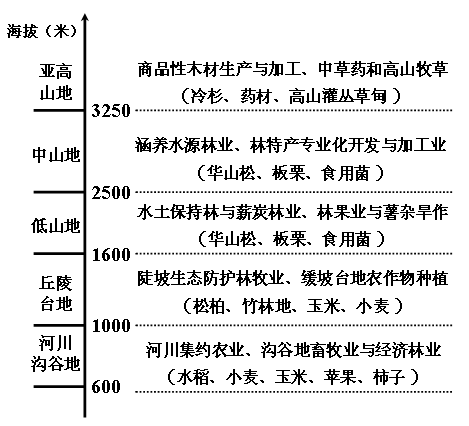 海拔（米）
亚高
山地
商品性木材生产与加工、中草药和高山牧草
（冷杉、药材、高山灌丛草甸）
3250
中山地
涵养水源林业、林特产专业化开发与加工业
（华山松、板栗、食用菌）
2500
低山地
水土保持林与薪炭林业、林果业与薯杂旱作
（华山松、板栗、食用菌）
1600
丘陵
台地
陡坡生态防护林牧业、缓坡台地农作物种植
（松柏、竹林地、玉米、小麦）
1000
河川
沟谷地
河川集约农业、沟谷地畜牧业与经济林业
（水稻、小麦、玉米、苹果、柿子）
600